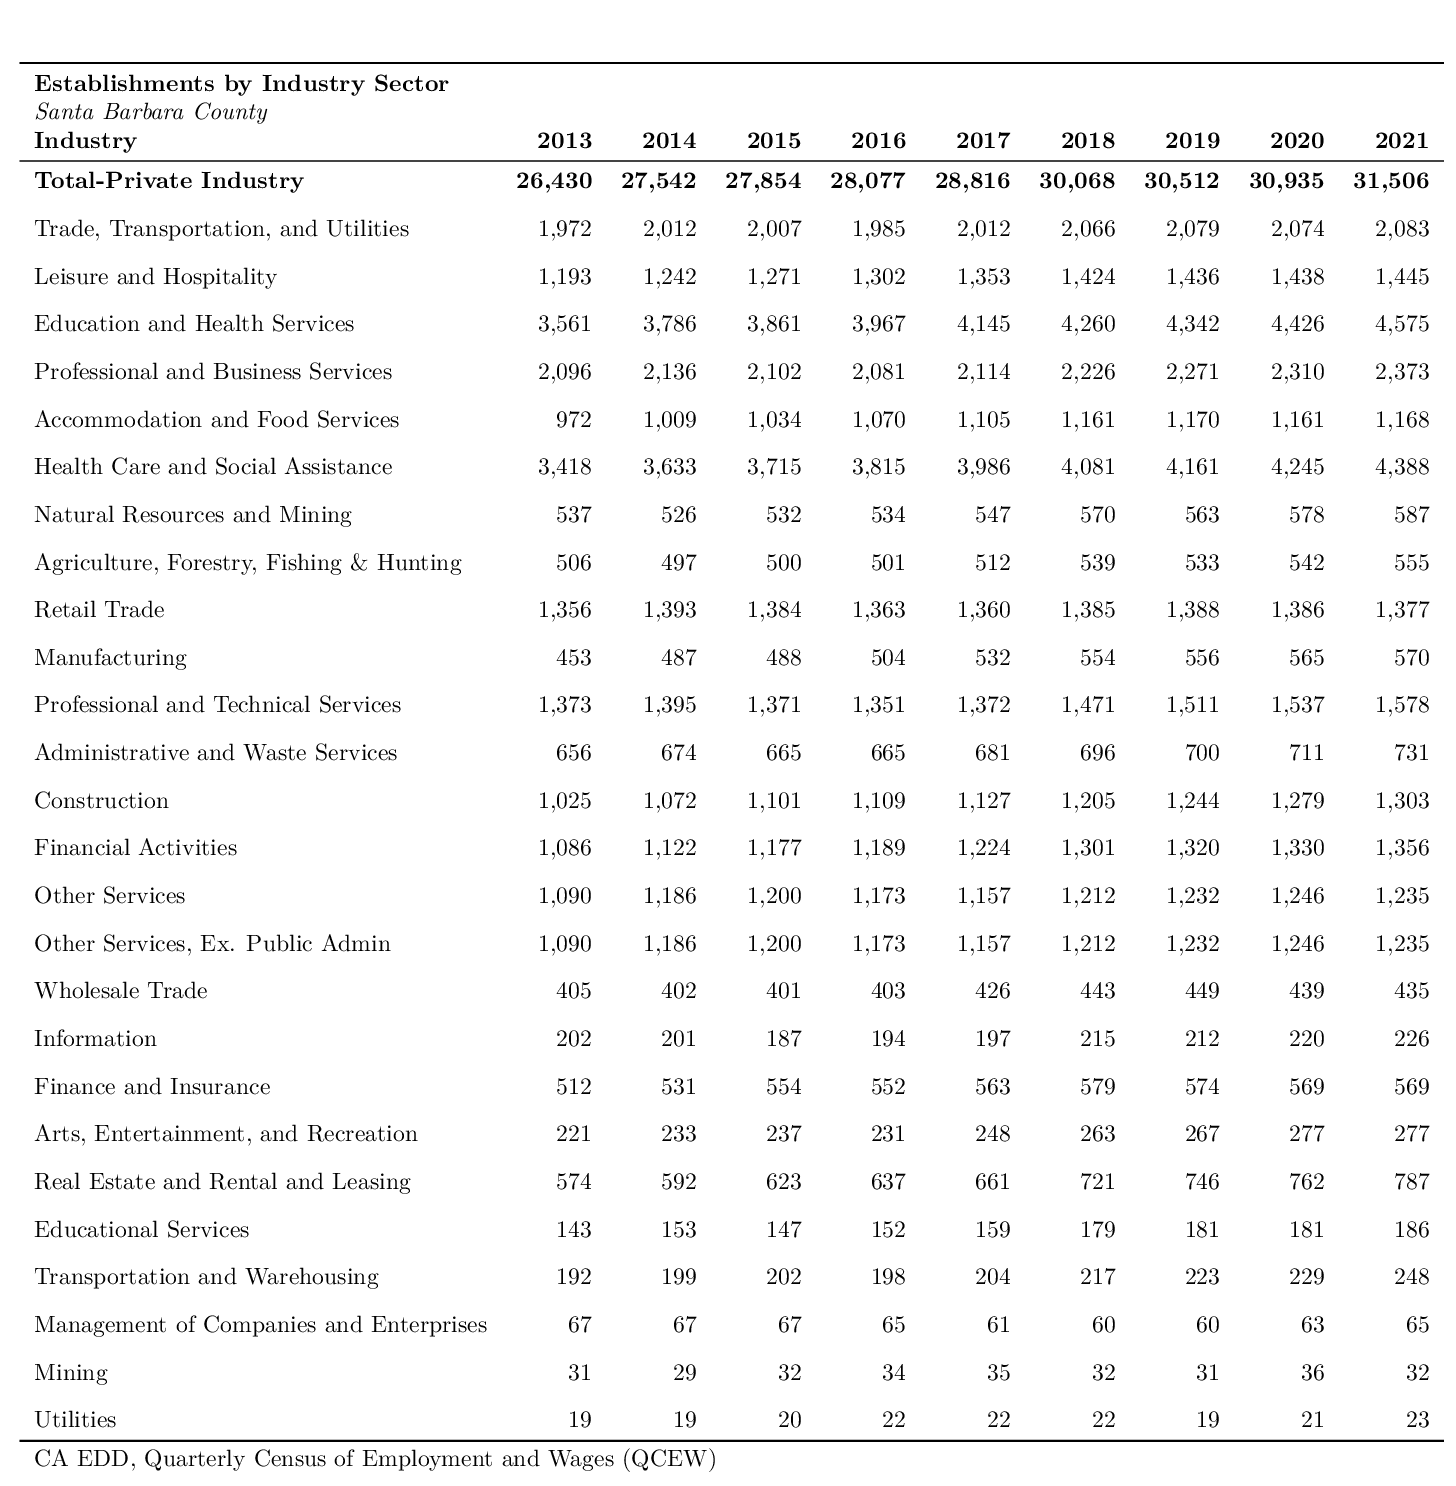 Establishments by Industry Sector
Santa Barbara County
Industry 2013 2014 2015 2016 2017 2018 2019 2020 2021
Total-Private Industry 26,430 27,542 27,854 28,077 28,816 30,068 30,512 30,935 31,506
Trade, Transportation, and Utilities 1,972 2,012 2,007 1,985 2,012 2,066 2,079 2,074 2,083
Leisure and Hospitality 1,193 1,242 1,271 1,302 1,353 1,424 1,436 1,438 1,445
Education and Health Services 3,561 3,786 3,861 3,967 4,145 4,260 4,342 4,426 4,575
Professional and Business Services 2,096 2,136 2,102 2,081 2,114 2,226 2,271 2,310 2,373
Accommodation and Food Services 972 1,009 1,034 1,070 1,105 1,161 1,170 1,161 1,168
Health Care and Social Assistance 3,418 3,633 3,715 3,815 3,986 4,081 4,161 4,245 4,388
Natural Resources and Mining 537 526 532 534 547 570 563 578 587
Agriculture, Forestry, Fishing & Hunting 506 497 500 501 512 539 533 542 555
Retail Trade 1,356 1,393 1,384 1,363 1,360 1,385 1,388 1,386 1,377
Manufacturing 453 487 488 504 532 554 556 565 570
Professional and Technical Services 1,373 1,395 1,371 1,351 1,372 1,471 1,511 1,537 1,578
Administrative and Waste Services 656 674 665 665 681 696 700 711 731
Construction 1,025 1,072 1,101 1,109 1,127 1,205 1,244 1,279 1,303
Financial Activities 1,086 1,122 1,177 1,189 1,224 1,301 1,320 1,330 1,356
Other Services 1,090 1,186 1,200 1,173 1,157 1,212 1,232 1,246 1,235
Other Services, Ex. Public Admin 1,090 1,186 1,200 1,173 1,157 1,212 1,232 1,246 1,235
Wholesale Trade 405 402 401 403 426 443 449 439 435
Information 202 201 187 194 197 215 212 220 226
Finance and Insurance 512 531 554 552 563 579 574 569 569
Arts, Entertainment, and Recreation 221 233 237 231 248 263 267 277 277
Real Estate and Rental and Leasing 574 592 623 637 661 721 746 762 787
Educational Services 143 153 147 152 159 179 181 181 186
Transportation and Warehousing 192 199 202 198 204 217 223 229 248
Management of Companies and Enterprises 67 67 67 65 61 60 60 63 65
Mining 31 29 32 34 35 32 31 36 32
Utilities 19 19 20 22 22 22 19 21 23
CA EDD, Quarterly Census of Employment and Wages (QCEW)